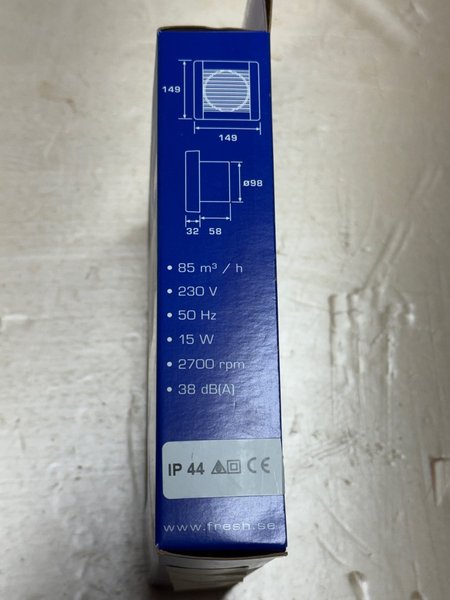 149
149
ø98
32 58
• 85 m³ / h
• 230 V
• 50 Hz
• 15 W
• 2700 rpm
• 38 dB(A)
IP 44 CE
www.fresh.se